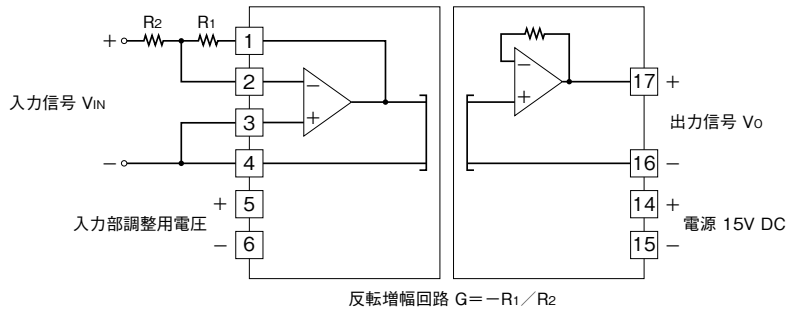 R2 R1
+ 1
2 − − 17 +
入力信号 VIN 出力信号 VO
3 + +
− 4 16 −
+ 5 14 +
入力部調整用電圧 電源 15V DC
− 6 15 −
反転増幅回路 G=−R1／R2